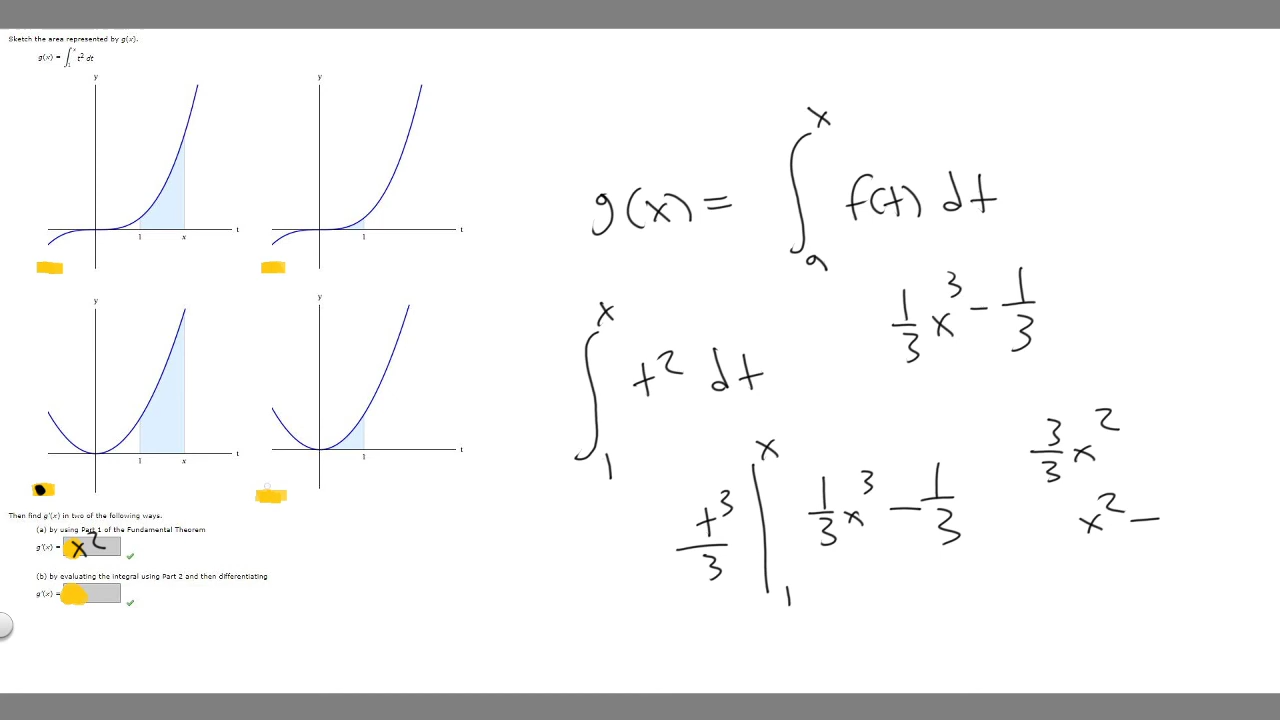 Sketch the area represented by g(x).
g(x) = ∫₁ˣ t² dt
y
y
t
t
1
x
1
y
y
t
t
1
x
1
Then find g'(x) in two of the following ways.
(a) by using Part 1 of the Fundamental Theorem
g'(x) = x²
(b) by evaluating the integral using Part 2 and then differentiating
g'(x) =
g(x) = ∫ₐˣ f(t) dt
1/3 x³ - 1/3
∫₁ˣ t² dt
3/3 x²
t³/3 |₁ˣ 1/3 x³ - 1/3
x² -